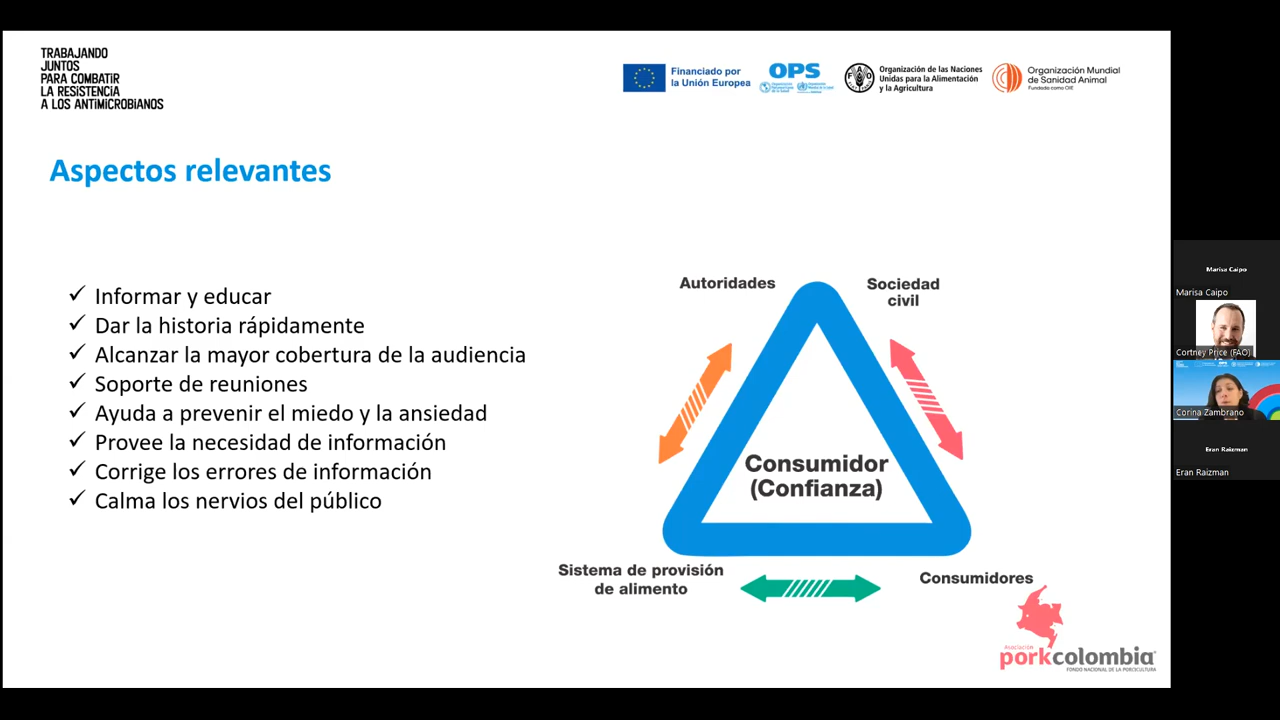 TRABAJANDO
JUNTOS
PARA COMBATIR
LA RESISTENCIA
A LOS ANTIMICROBIANOS
Financiado por
la Unión Europea
OPS
FAO
Organización de las Naciones
Unidas para la Alimentación
y la Agricultura
Organización Mundial
de Sanidad Animal
Fundada como OIE
Aspectos relevantes
✓ Informar y educar
✓ Dar la historia rápidamente
✓ Alcanzar la mayor cobertura de la audiencia
✓ Soporte de reuniones
✓ Ayuda a prevenir el miedo y la ansiedad
✓ Provee la necesidad de información
✓ Corrige los errores de información
✓ Calma los nervios del público
Autoridades
Sociedad
civil
Consumidor
(Confianza)
Sistema de provisión
de alimento
Consumidores
Asociación
porkcolombia
FONDO NACIONAL DE LA PORCICULTURA
Marisa Caipo
Marisa Caipo
Cortney Price (FAO)
Corina Zambrano
Eran Raizman
Eran Raizman